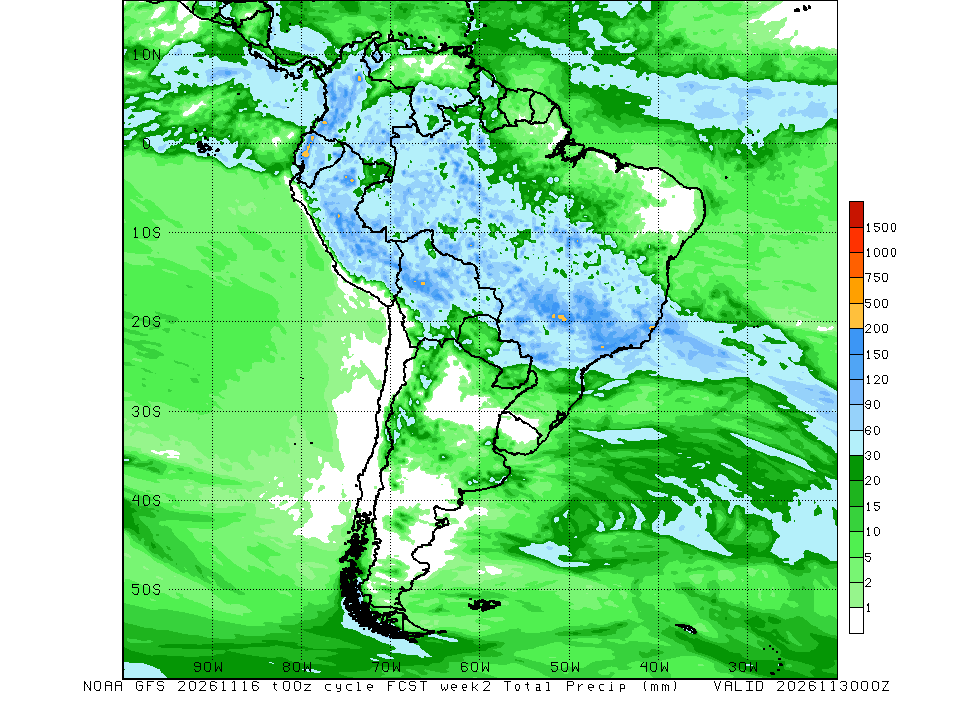 10N
0
10S
20S
30S
40S
50S
90W 80W 70W 60W 50W 40W 30W
1500
1000
750
500
200
150
120
90
60
30
20
15
10
5
2
1
NOAA GFS 20261116 t00z cycle FCST week2 Total Precip (mm) VALID 2026113000Z